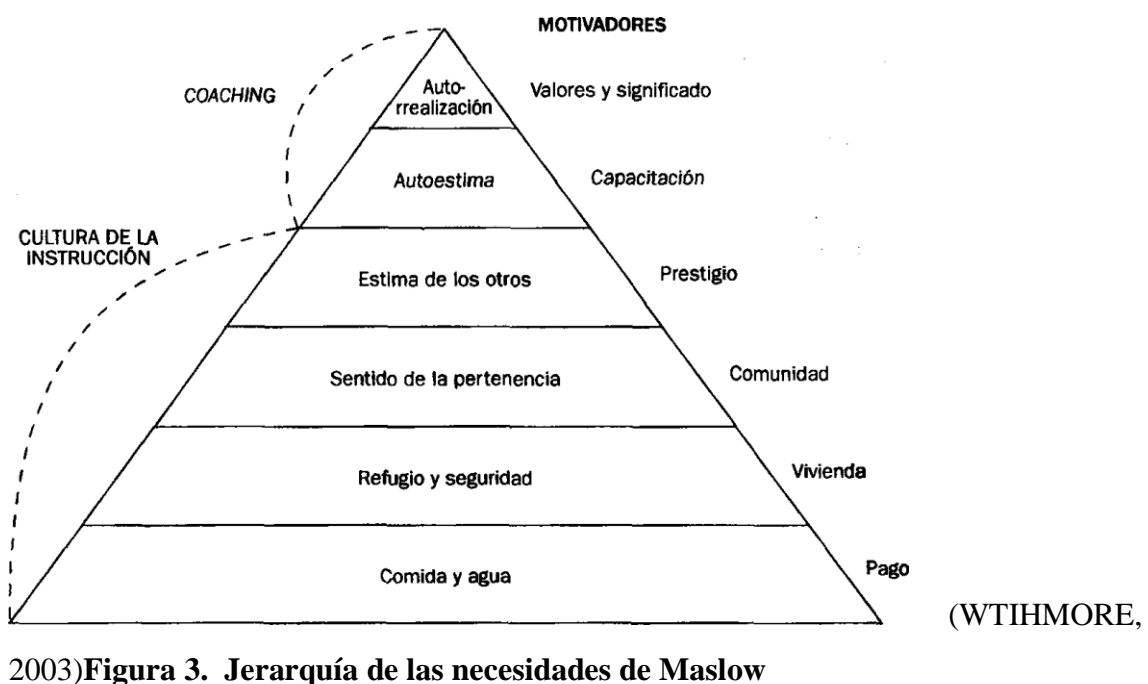 MOTIVADORES
COACHING
Auto-
rrealización
Valores y significado
Autoestima
Capacitación
CULTURA DE LA
INSTRUCCIÓN
Estima de los otros
Prestigio
Sentido de la pertenencia
Comunidad
Refugio y seguridad
Vivienda
Comida y agua
Pago
(WTIHMORE,
2003)Figura 3. Jerarquía de las necesidades de Maslow